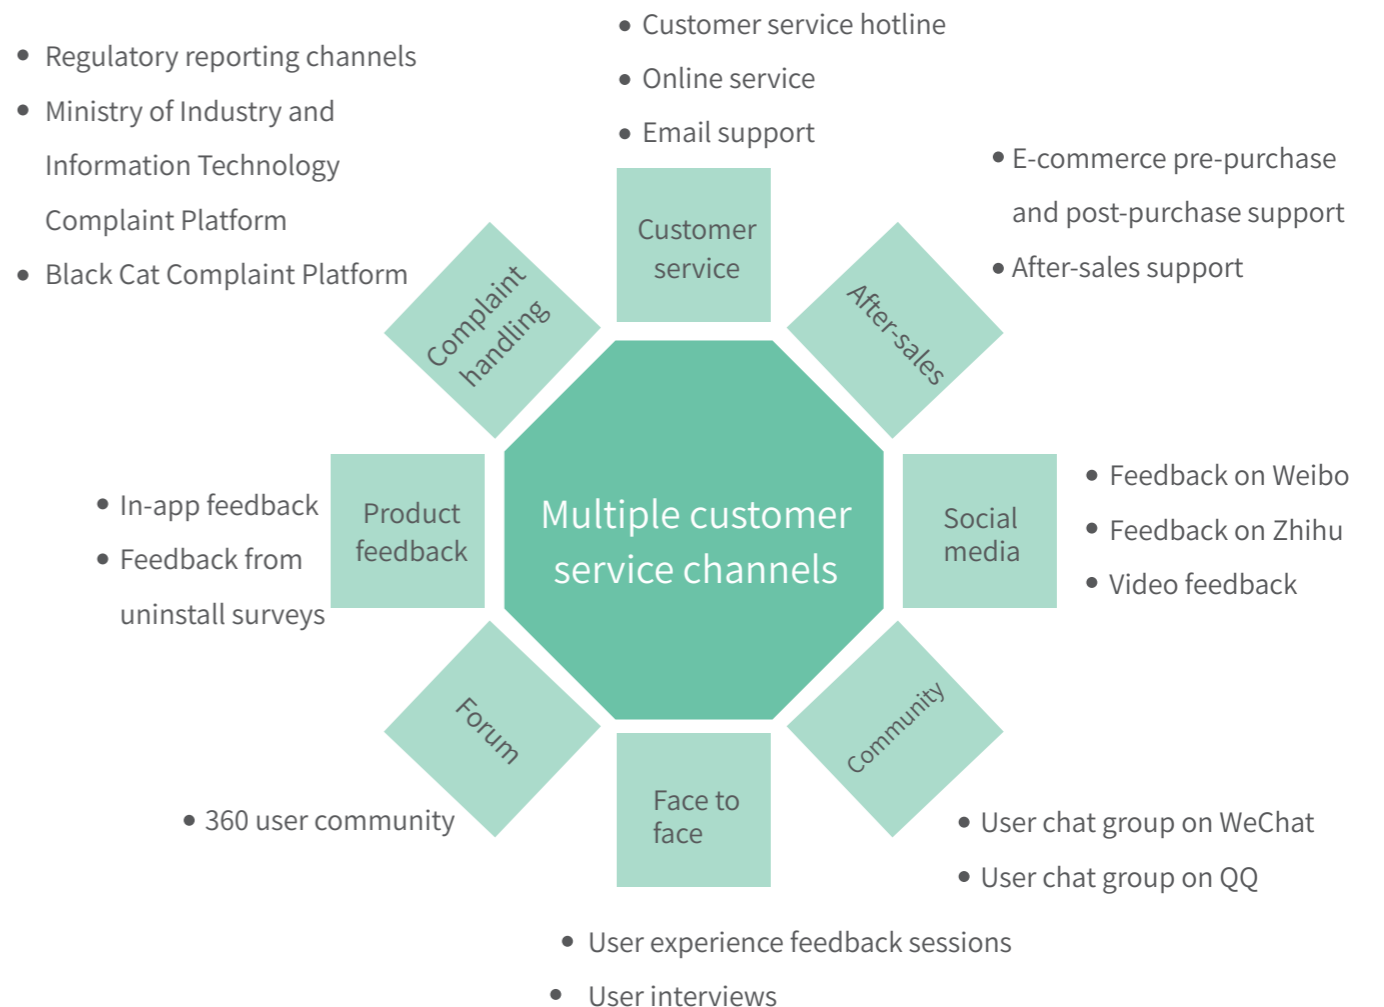 Customer service hotline
Online service
Email support
Regulatory reporting channels
Ministry of Industry and
Information Technology
Complaint Platform
Black Cat Complaint Platform
E-commerce pre-purchase
and post-purchase support
After-sales support
Customer
service
Complaint
handling
After-sales
In-app feedback
Feedback from
uninstall surveys
Product
feedback
Multiple customer
service channels
Social
media
Feedback on Weibo
Feedback on Zhihu
Video feedback
Forum
360 user community
Face to
face
Community
User chat group on WeChat
User chat group on QQ
User experience feedback sessions
User interviews